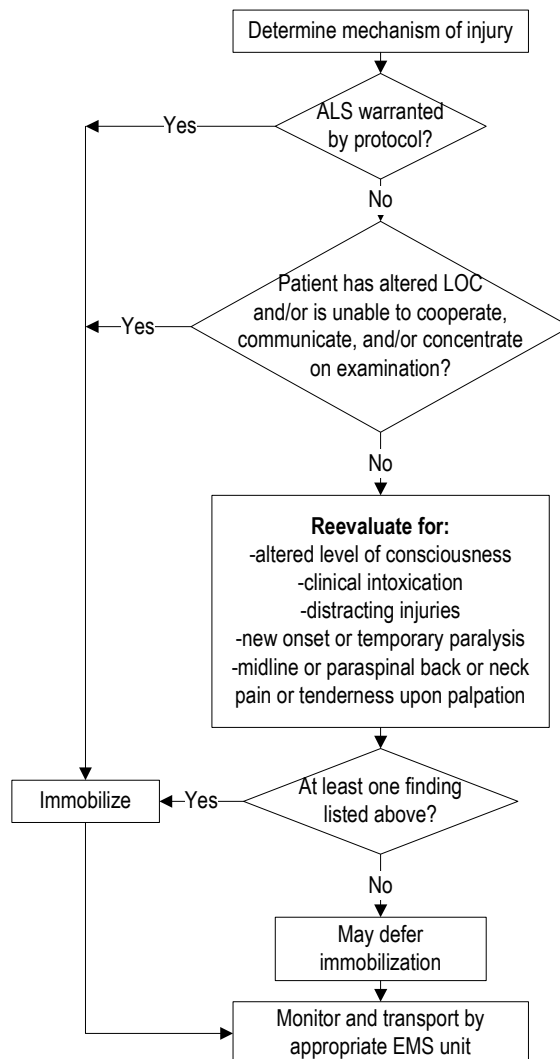 Determine mechanism of injury
ALS warranted
by protocol?
Yes
No
Patient has altered LOC
and/or is unable to cooperate,
communicate, and/or concentrate
on examination?
Yes
No
Reevaluate for:
-altered level of consciousness
-clinical intoxication
-distracting injuries
-new onset or temporary paralysis
-midline or paraspinal back or neck
pain or tenderness upon palpation
At least one finding
listed above?
Yes
Immobilize
No
May defer
immobilization
Monitor and transport by
appropriate EMS unit